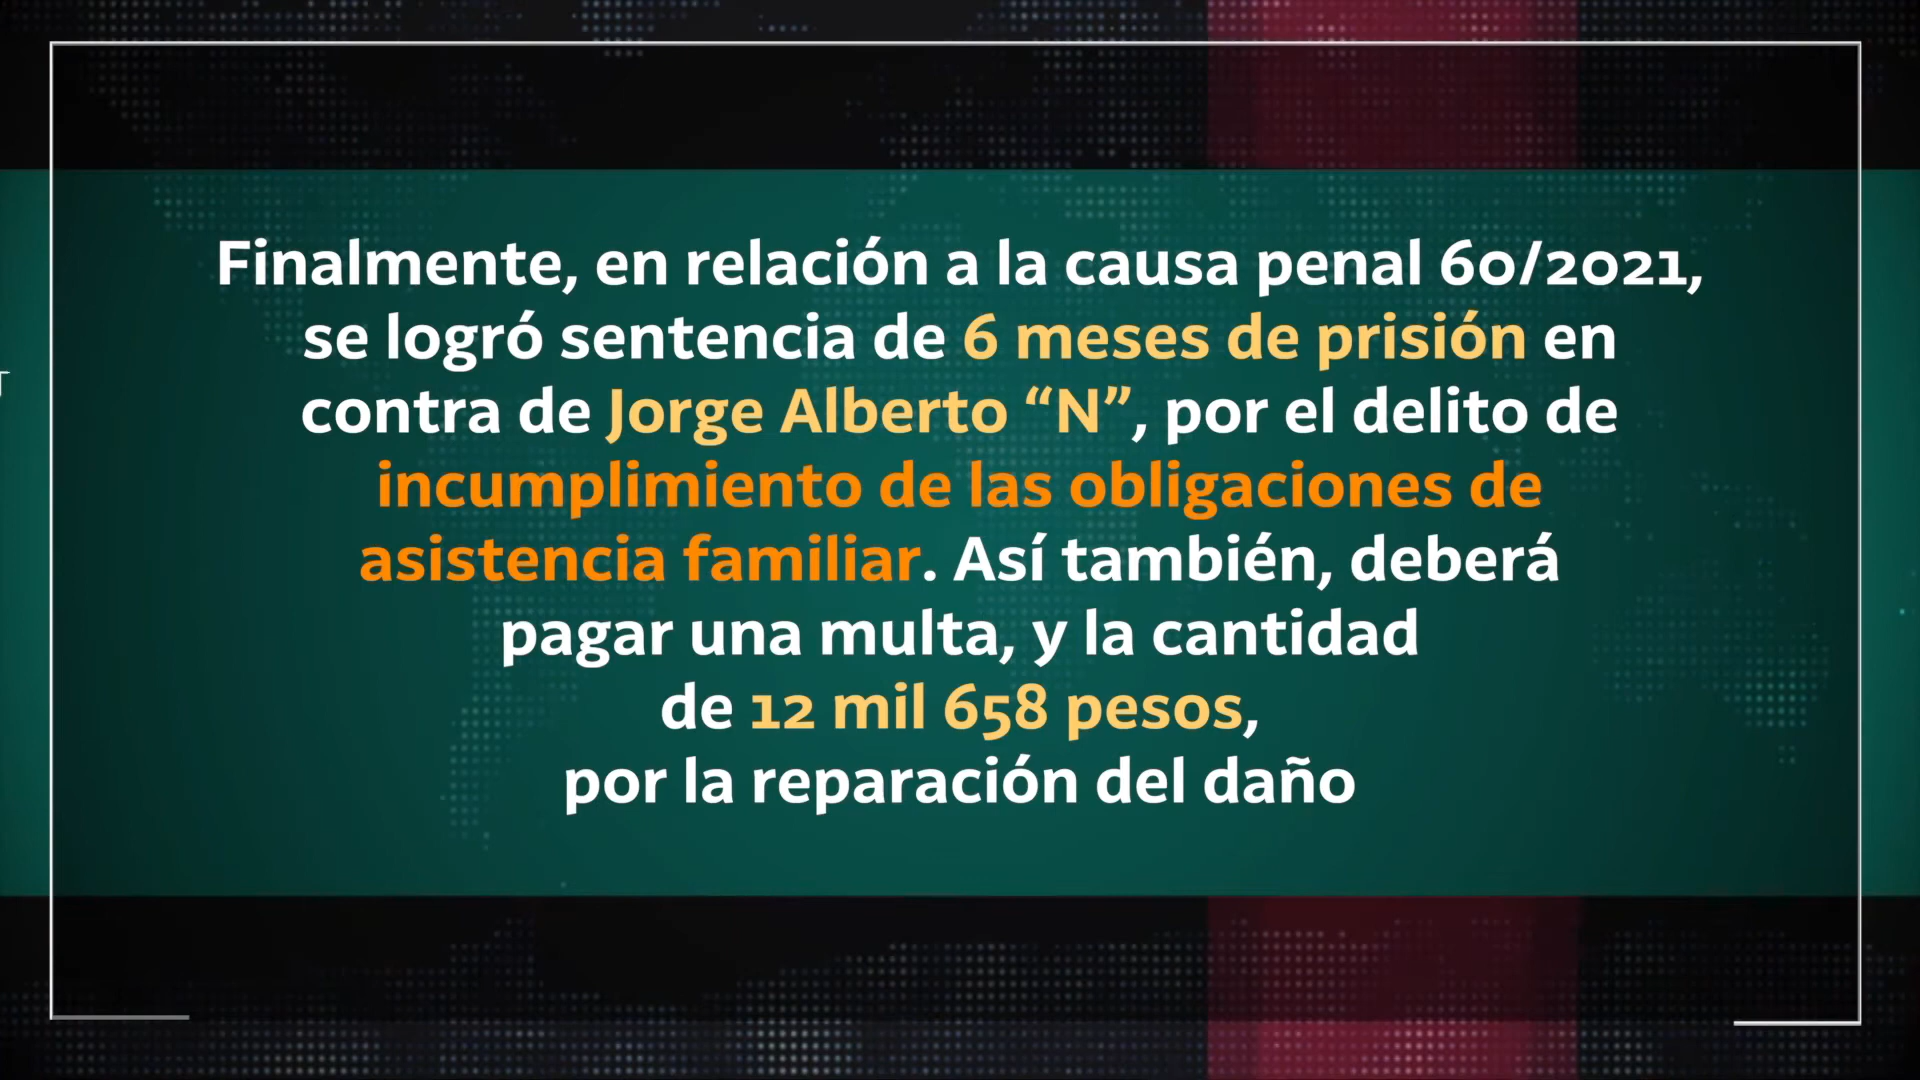 Finalmente, en relación a la causa penal 60/2021,
se logró sentencia de 6 meses de prisión en
contra de Jorge Alberto “N”, por el delito de
incumplimiento de las obligaciones de
asistencia familiar. Así también, deberá
pagar una multa, y la cantidad
de 12 mil 658 pesos,
por la reparación del daño